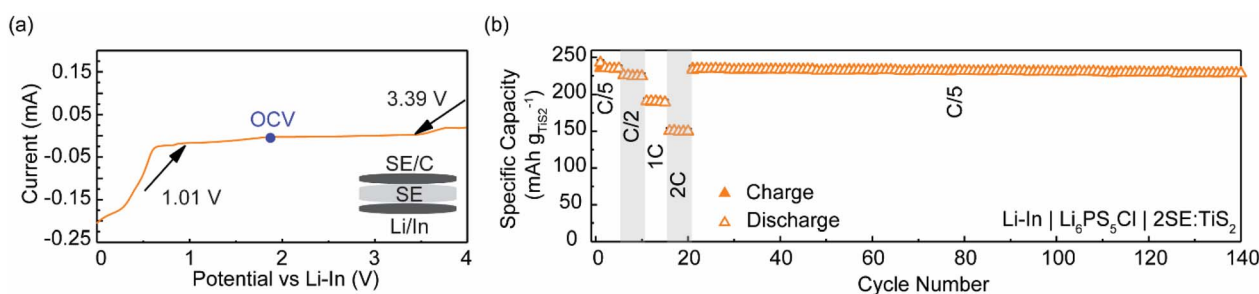 (a)
Current (mA)
0.15
0.05
-0.05
-0.15
-0.25
OCV
3.39 V
1.01 V
SE/C
SE
Li/In
0 1 2 3 4
Potential vs Li-In (V)
(b)
Specific Capacity
(mAh g_TiS2^-1)
250
200
150
100
50
0
C/5
C/2
1C
2C
C/5
Charge
Discharge
Li-In | Li₆PS₅Cl | 2SE:TiS₂
0 20 40 60 80 100 120 140
Cycle Number